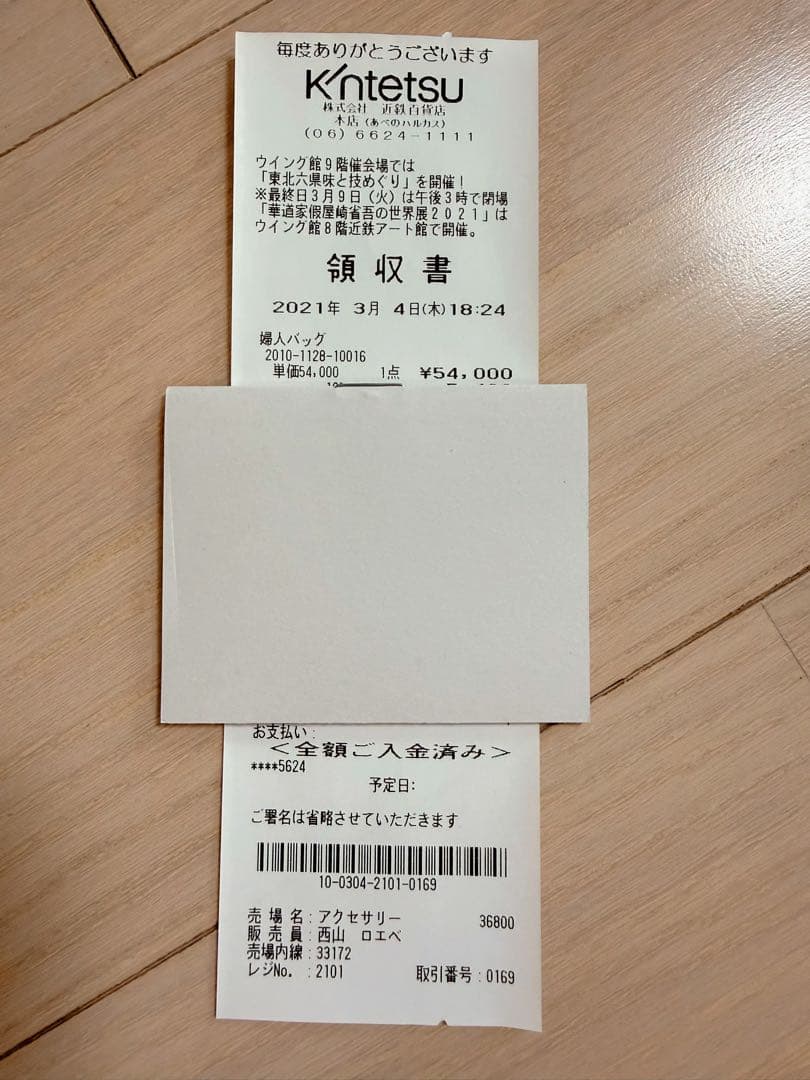 毎度ありがとうございます
Kintetsu
株式会社 近鉄百貨店
本店(あべのハルカス)
(06)6624-1111
ウイング館9階催会場では
「東北六県味と技めぐり」を開催!
※最終日3月9日(火)は午後3時で閉場
「華道家假屋崎省吾の世界展2021」は
ウイング館8階近鉄アート館で開催。
領収書
2021年 3月 4日(木)18:24
婦人バッグ
2010-1128-10016
単価54,000 1点 ¥54,000
お支払い:
<全額ご入金済み>
****5624
予定日:
ご署名は省略させていただきます
10-0304-2101-0169
売場名:アクセサリー 36800
販売員:西山 ロエベ
売場内線:33172
レジNo. :2101 取引番号:0169